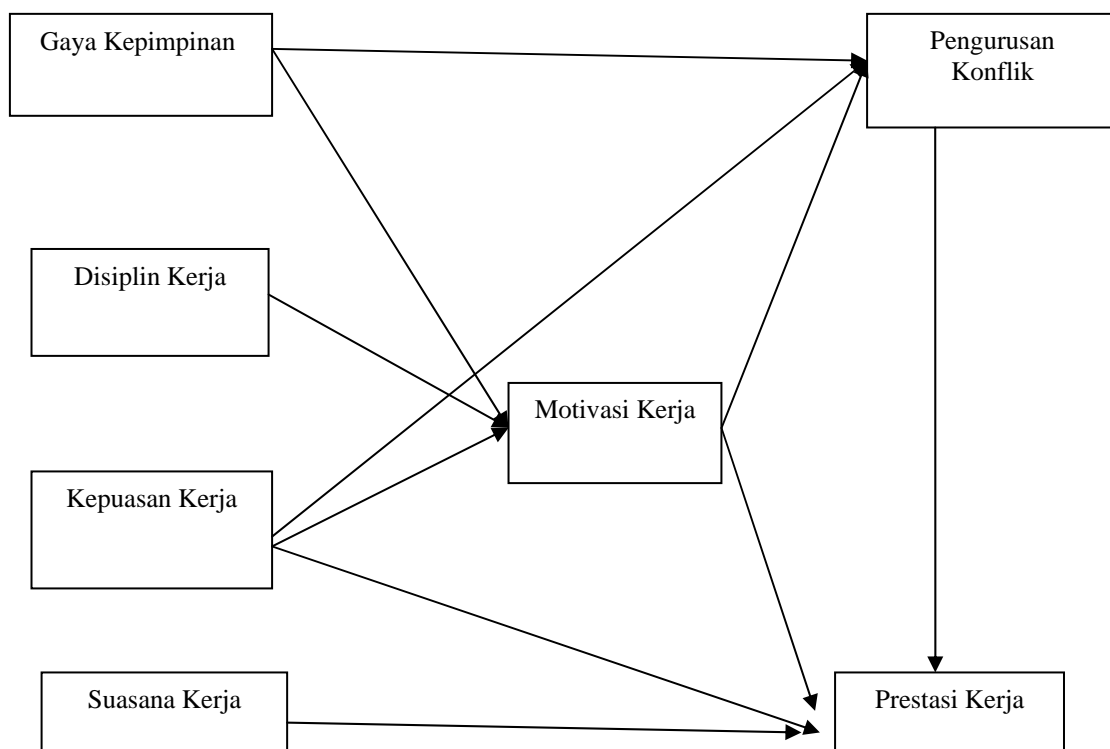 Gaya Kepimpinan
Pengurusan
Konflik
Disiplin Kerja
Motivasi Kerja
Kepuasan Kerja
Suasana Kerja
Prestasi Kerja